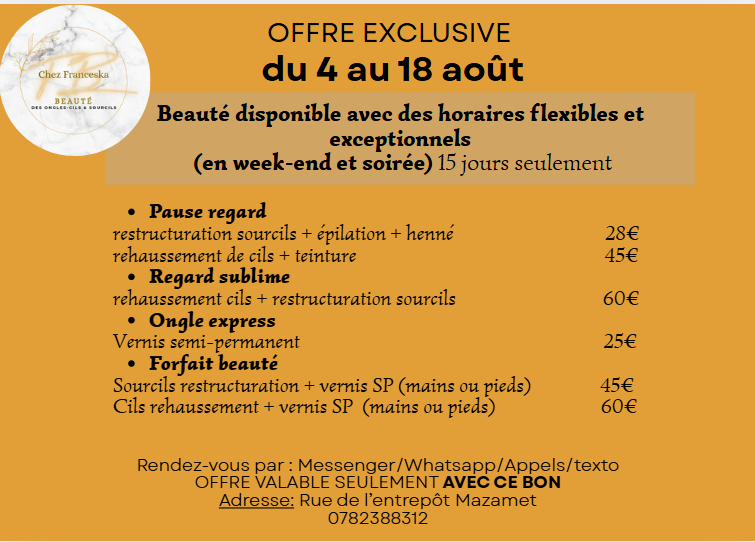 Chez Franceska
BEAUTÉ
DES ONGLES-CILS & SOURCILS
OFFRE EXCLUSIVE
du 4 au 18 août
Beauté disponible avec des horaires flexibles et
exceptionnels
(en week-end et soirée) 15 jours seulement
• Pause regard
restructuration sourcils + épilation + henné 28€
rehaussement de cils + teinture 45€
• Regard sublime
rehaussement cils + restructuration sourcils 60€
• Ongle express
Vernis semi-permanent 25€
• Forfait beauté
Sourcils restructuration + vernis SP (mains ou pieds) 45€
Cils rehaussement + vernis SP (mains ou pieds) 60€
Rendez-vous par : Messenger/Whatsapp/Appels/texto
OFFRE VALABLE SEULEMENT AVEC CE BON
Adresse: Rue de l'entrepôt Mazamet
0782388312